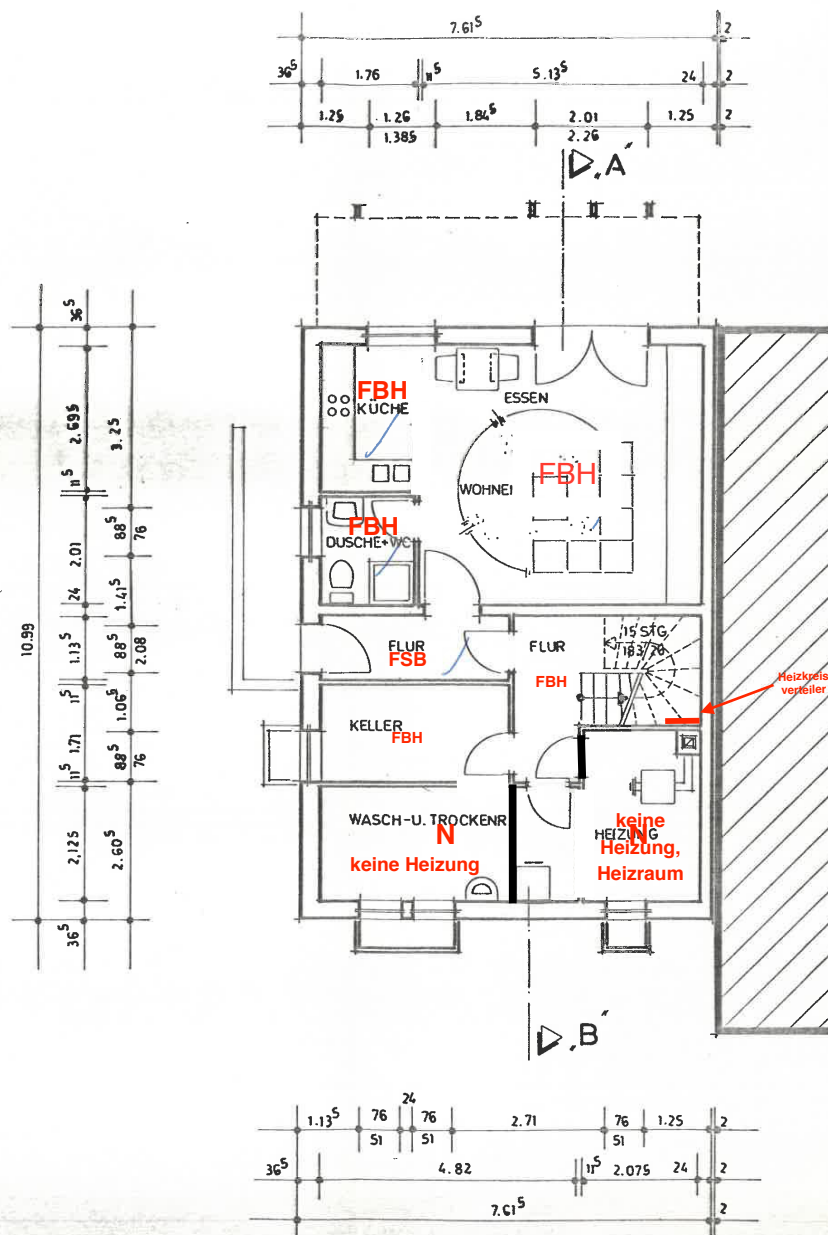 7.61⁵
2
36⁵
1.76
11⁵
5.13⁵
24
2
1.25
1.26
1.84⁵
2.01
1.25
2
1.385
2.26
„A"
36⁵
2.69⁵
3.25
11⁵
88⁵
76
2.01
24
1.41⁵
10.99
1.13⁵
88⁵
2.08
11⁵
1.06⁵
1.71
88⁵
76
11⁵
2.125
2.60⁵
36⁵
FBH
KÜCHE
ESSEN
FBH
WOHNEI
FBH
DUSCHE+WC
15 STG
FLUR
FSB
FLUR
FBH
Heizkreis
verteiler
KELLER
FBH
WASCH-U. TROCKENR
N
keine Heizung
HEIZUNG
N
keine
Heizung,
Heizraum
„B"
24
1.13⁵
76
76
2.71
76
1.25
2
51
51
51
36⁵
4.82
11⁵
2.075
24
2
7.61⁵
2